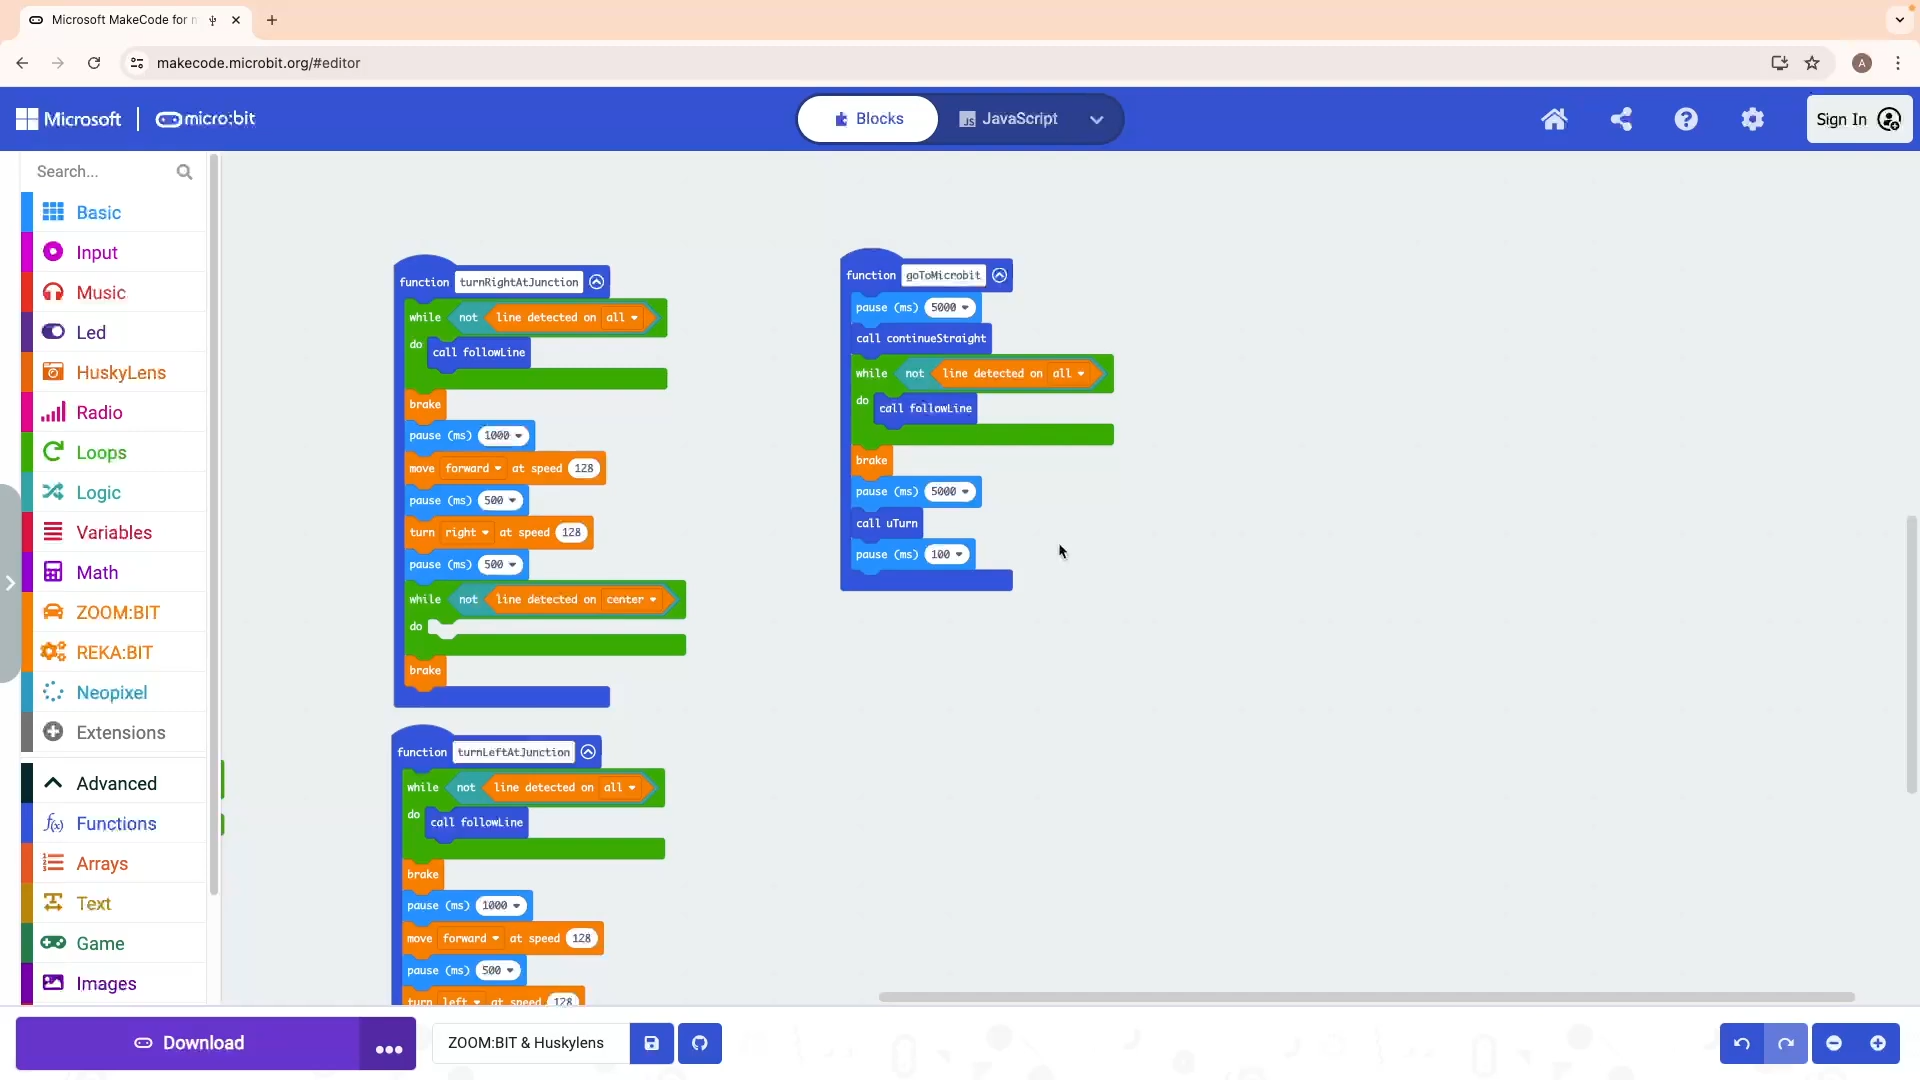 Microsoft MakeCode for m
makecode.microbit.org/#editor
A
Microsoft
micro:bit
Blocks
JS
JavaScript
Sign In
Search...
Basic
Input
Music
Led
HuskyLens
Radio
Loops
Logic
Variables
Math
ZOOM:BIT
REKA:BIT
Neopixel
Extensions
Advanced
f(x) Functions
Arrays
Text
Game
Images
function turnRightAtJunction
while not line detected on all
do
call followLine
brake
pause (ms) 1000
move forward at speed 128
pause (ms) 500
turn right at speed 128
pause (ms) 500
while not line detected on center
do
brake
function turnLeftAtJunction
while not line detected on all
do
call followLine
brake
pause (ms) 1000
move forward at speed 128
pause (ms) 500
turn left at speed 128
function goToMicrobit
pause (ms) 5000
call continueStraight
while not line detected on all
do
call followLine
brake
pause (ms) 5000
call uTurn
pause (ms) 100
Download
ZOOM:BIT & Huskylens